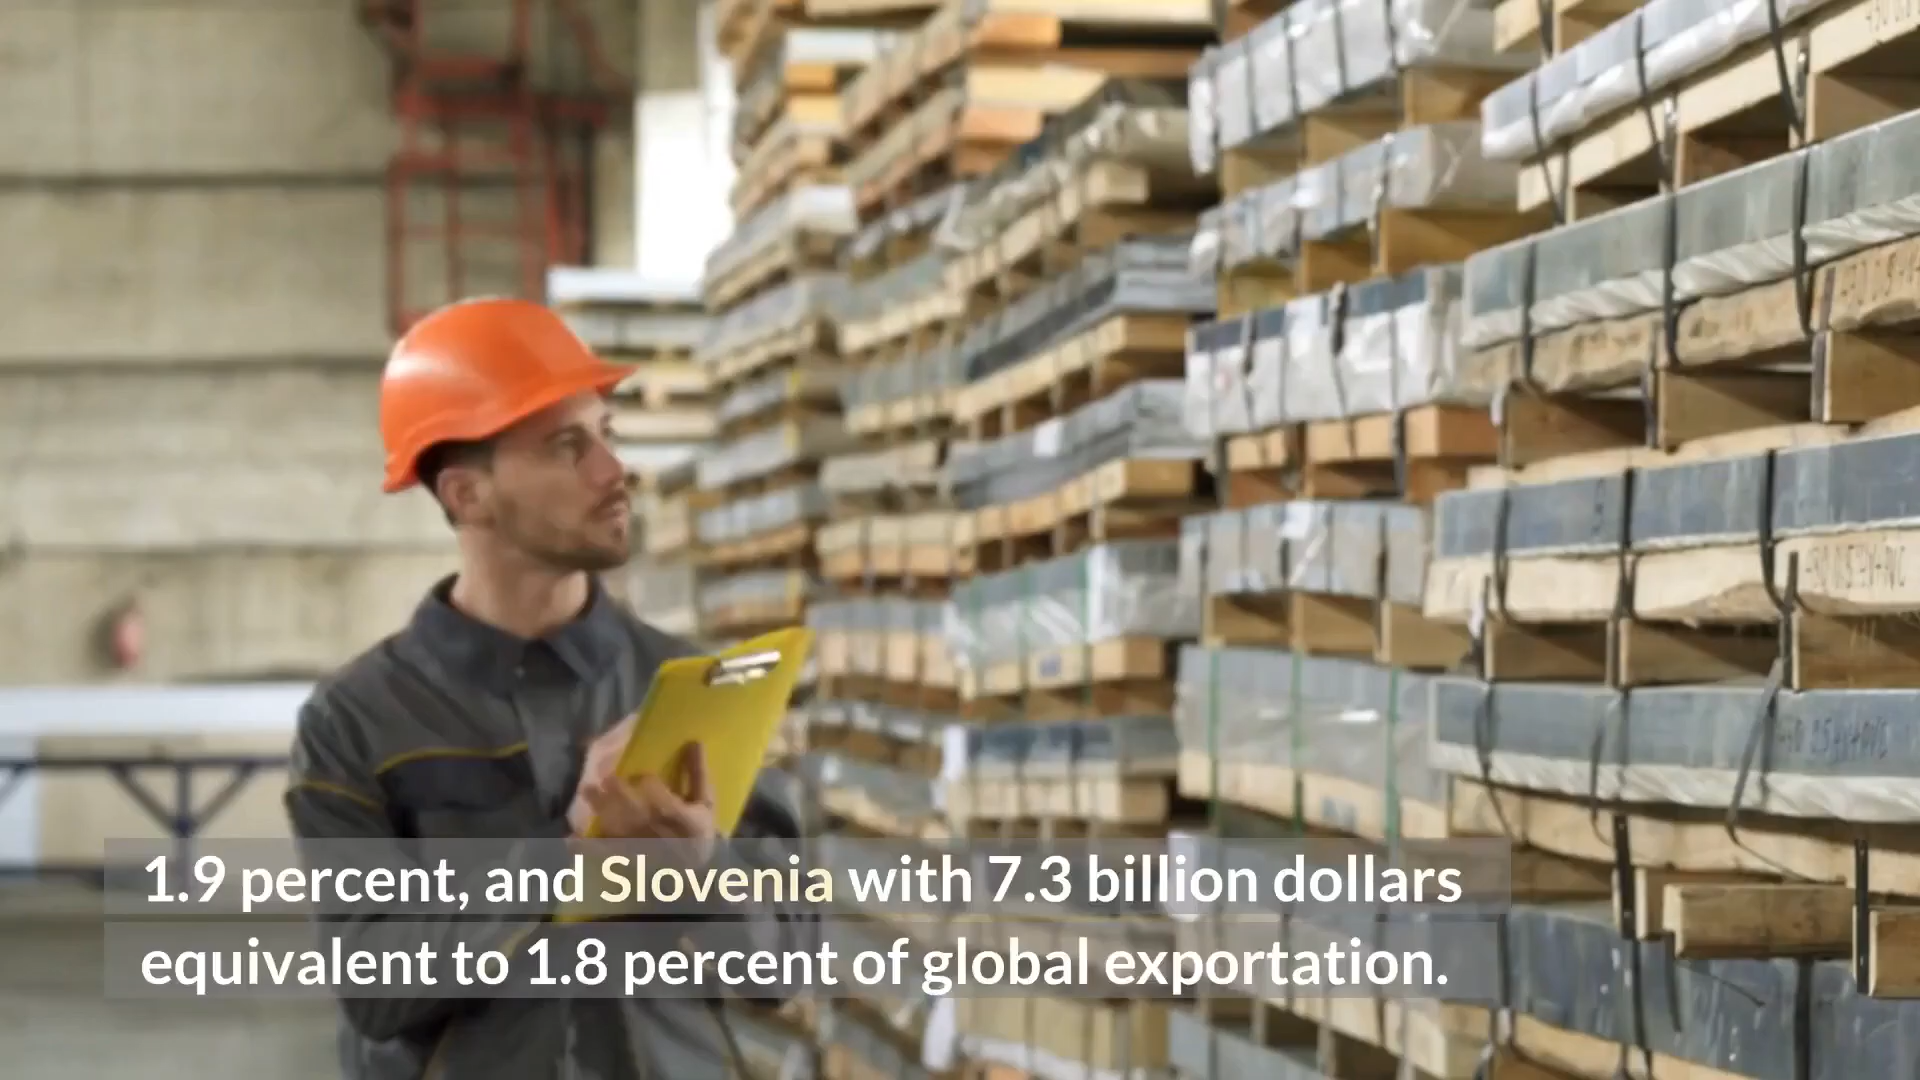 1.9 percent, and Slovenia with 7.3 billion dollars
equivalent to 1.8 percent of global exportation.